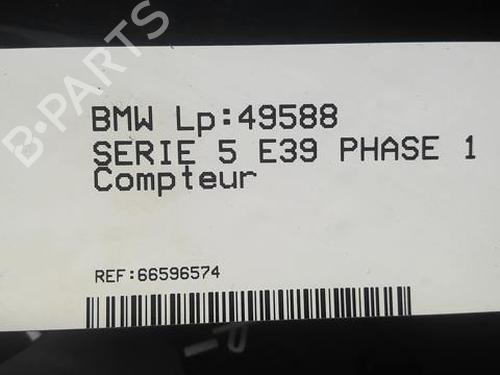 B-PARTS
BMW Lp:49588
SERIE 5 E39 PHASE 1
Compteur
REF:66596574